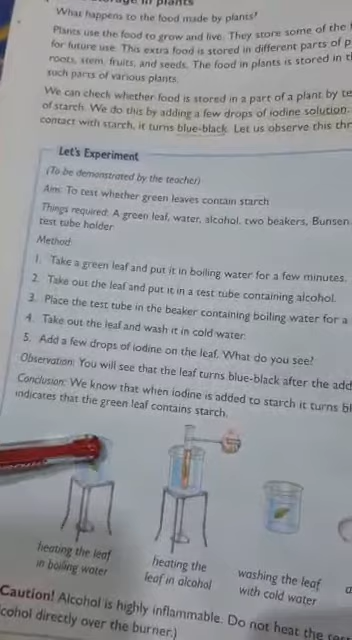 in plants
What happens to the food made by plants?
Plants use the food to grow and live. They store some of the
for future use. This extra food is stored in different parts of
roots, stem, fruits, and seeds. The food in plants is stored in
such parts of various plants.
We can check whether food is stored in a part of a plant by
of starch. We do this by adding a few drops of iodine solution.
contact with starch, it turns blue-black. Let us observe this
Let's Experiment
(To be demonstrated by the teacher)
Aim: To test whether green leaves contain starch
Things required: A green leaf, water, alcohol, two beakers, Bunsen
test tube holder
Method:
1. Take a green leaf and put it in boiling water for a few minutes.
2. Take out the leaf and put it in a test tube containing alcohol.
3. Place the test tube in the beaker containing boiling water for a
4. Take out the leaf and wash it in cold water.
5. Add a few drops of iodine on the leaf. What do you see?
Observation: You will see that the leaf turns blue-black after the
Conclusion: We know that when iodine is added to starch it turns
indicates that the green leaf contains starch.
heating the leaf
in boiling water
heating the
leaf in alcohol
washing the leaf
with cold water
Caution! Alcohol is highly inflammable. Do not heat the
directly over the burner.)